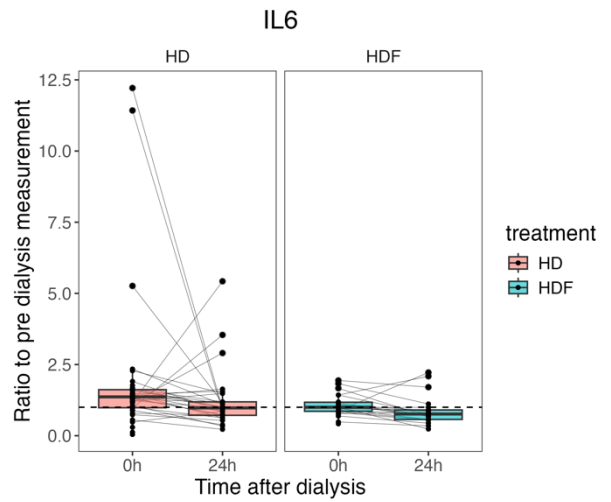 IL6
HD
HDF
Ratio to pre dialysis measurement
12.5
10.0
7.5
5.0
2.5
0.0
0h
24h
0h
24h
Time after dialysis
treatment
HD
HDF